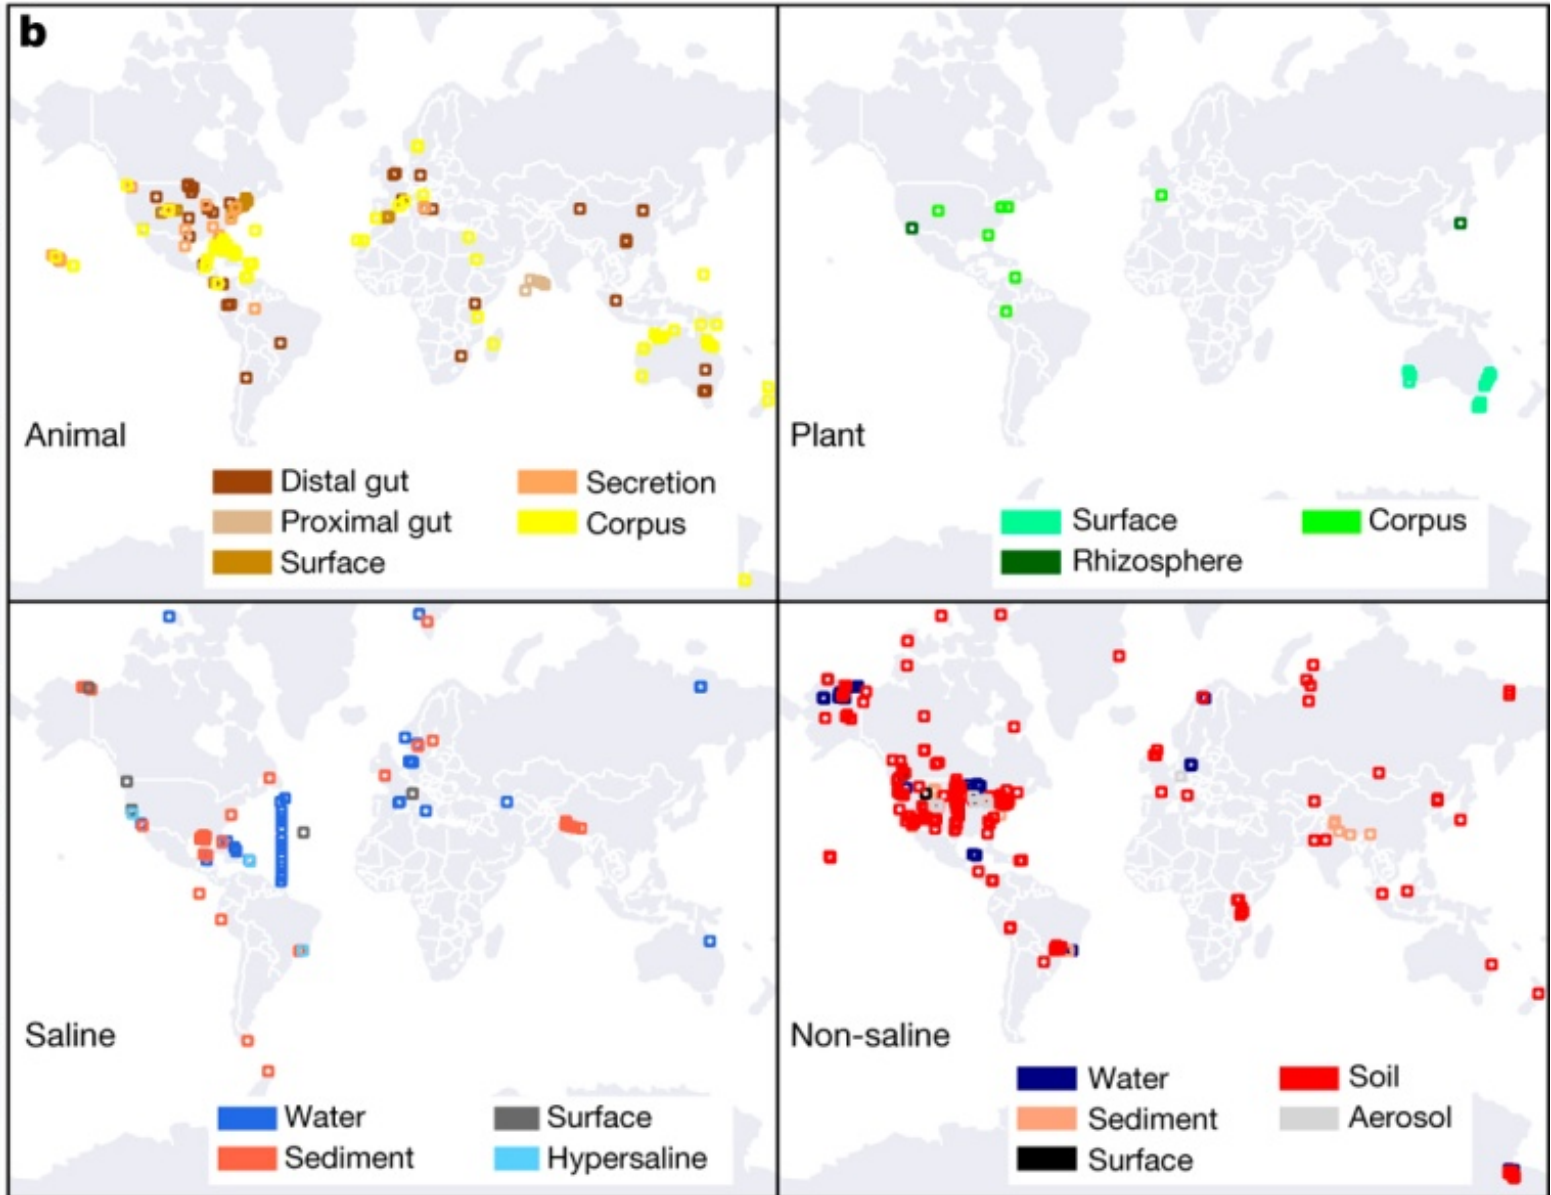 b
Animal
Distal gut
Secretion
Proximal gut
Corpus
Surface
Plant
Surface
Corpus
Rhizosphere
Saline
Water
Surface
Sediment
Hypersaline
Non-saline
Water
Soil
Sediment
Aerosol
Surface